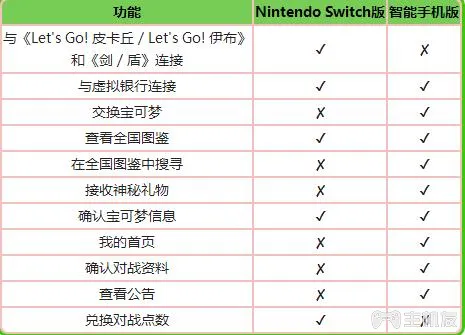 功能 Nintendo Switch版 智能手机版
与《Let's Go! 皮卡丘 / Let's Go! 伊布》
和《剑 / 盾》连接 ✓ ✗
与虚拟银行连接 ✓ ✓
交换宝可梦 ✗ ✓
查看全国图鉴 ✓ ✓
在全国图鉴中搜寻 ✗ ✓
接收神秘礼物 ✗ ✓
确认宝可梦信息 ✓ ✓
我的首页 ✗ ✓
确认对战资料 ✗ ✓
查看公告 ✗ ✓
兑换对战点数 ✓ ✗
主机友